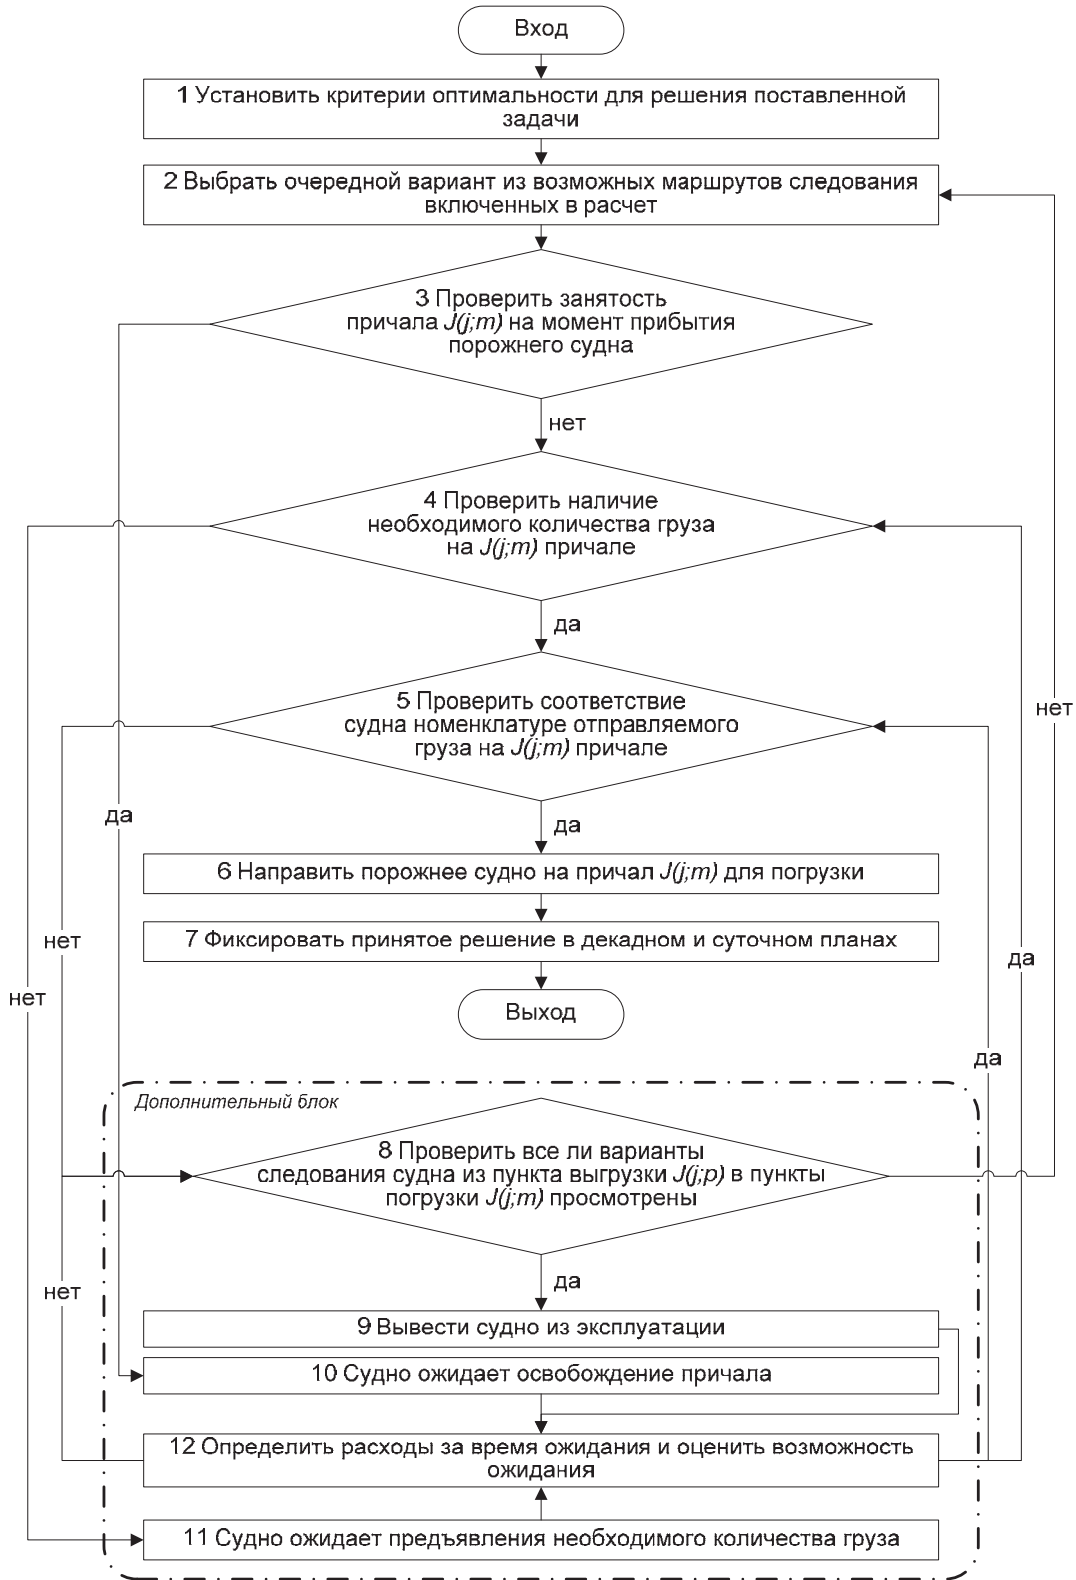 Вход
1 Установить критерии оптимальности для решения поставленной
задачи
2 Выбрать очередной вариант из возможных маршрутов следования
включенных в расчет
3 Проверить занятость
причала J(j;m) на момент прибытия
порожнего судна
нет
4 Проверить наличие
необходимого количества груза
на J(j;m) причале
да
5 Проверить соответствие
судна номенклатуре отправляемого
груза на J(j;m) причале
нет
да
да
6 Направить порожнее судно на причал J(j;m) для погрузки
7 Фиксировать принятое решение в декадном и суточном планах
нет
да
нет
Выход
да
Дополнительный блок
8 Проверить все ли варианты
следования судна из пункта выгрузки J(j;p) в пункты
погрузки J(j;m) просмотрены
да
нет
9 Вывести судно из эксплуатации
10 Судно ожидает освобождение причала
12 Определить расходы за время ожидания и оценить возможность
ожидания
11 Судно ожидает предъявления необходимого количества груза